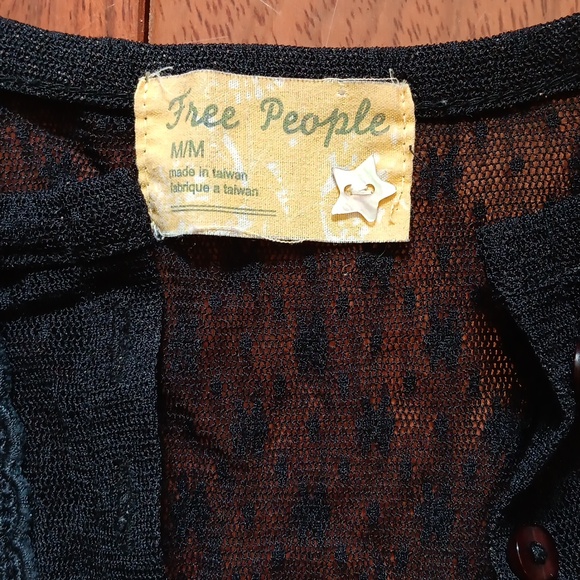 Free People
M/M
made in taiwan
fabrique a taiwan